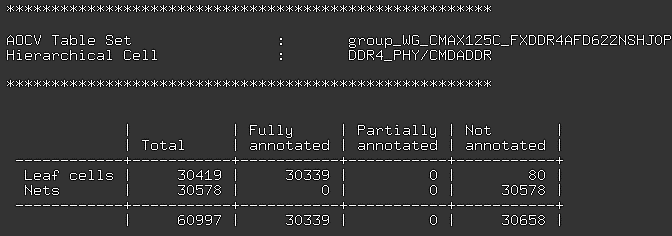 ******************************************************
AOCV Table Set : group_WG_CMAX125C_FXDDR4AFD622NSHJOP
Hierarchical Cell : DDR4_PHY/CMDADDR
******************************************************
| | Fully | Partially | Not |
| Total | annotated | annotated | annotated |
-------------+-----------+-----------+-----------+-----------+
Leaf cells | 30419 | 30339 | 0 | 80 |
Nets | 30578 | 0 | 0 | 30578 |
-------------+-----------+-----------+-----------+-----------+
| 60997 | 30339 | 0 | 30658 |